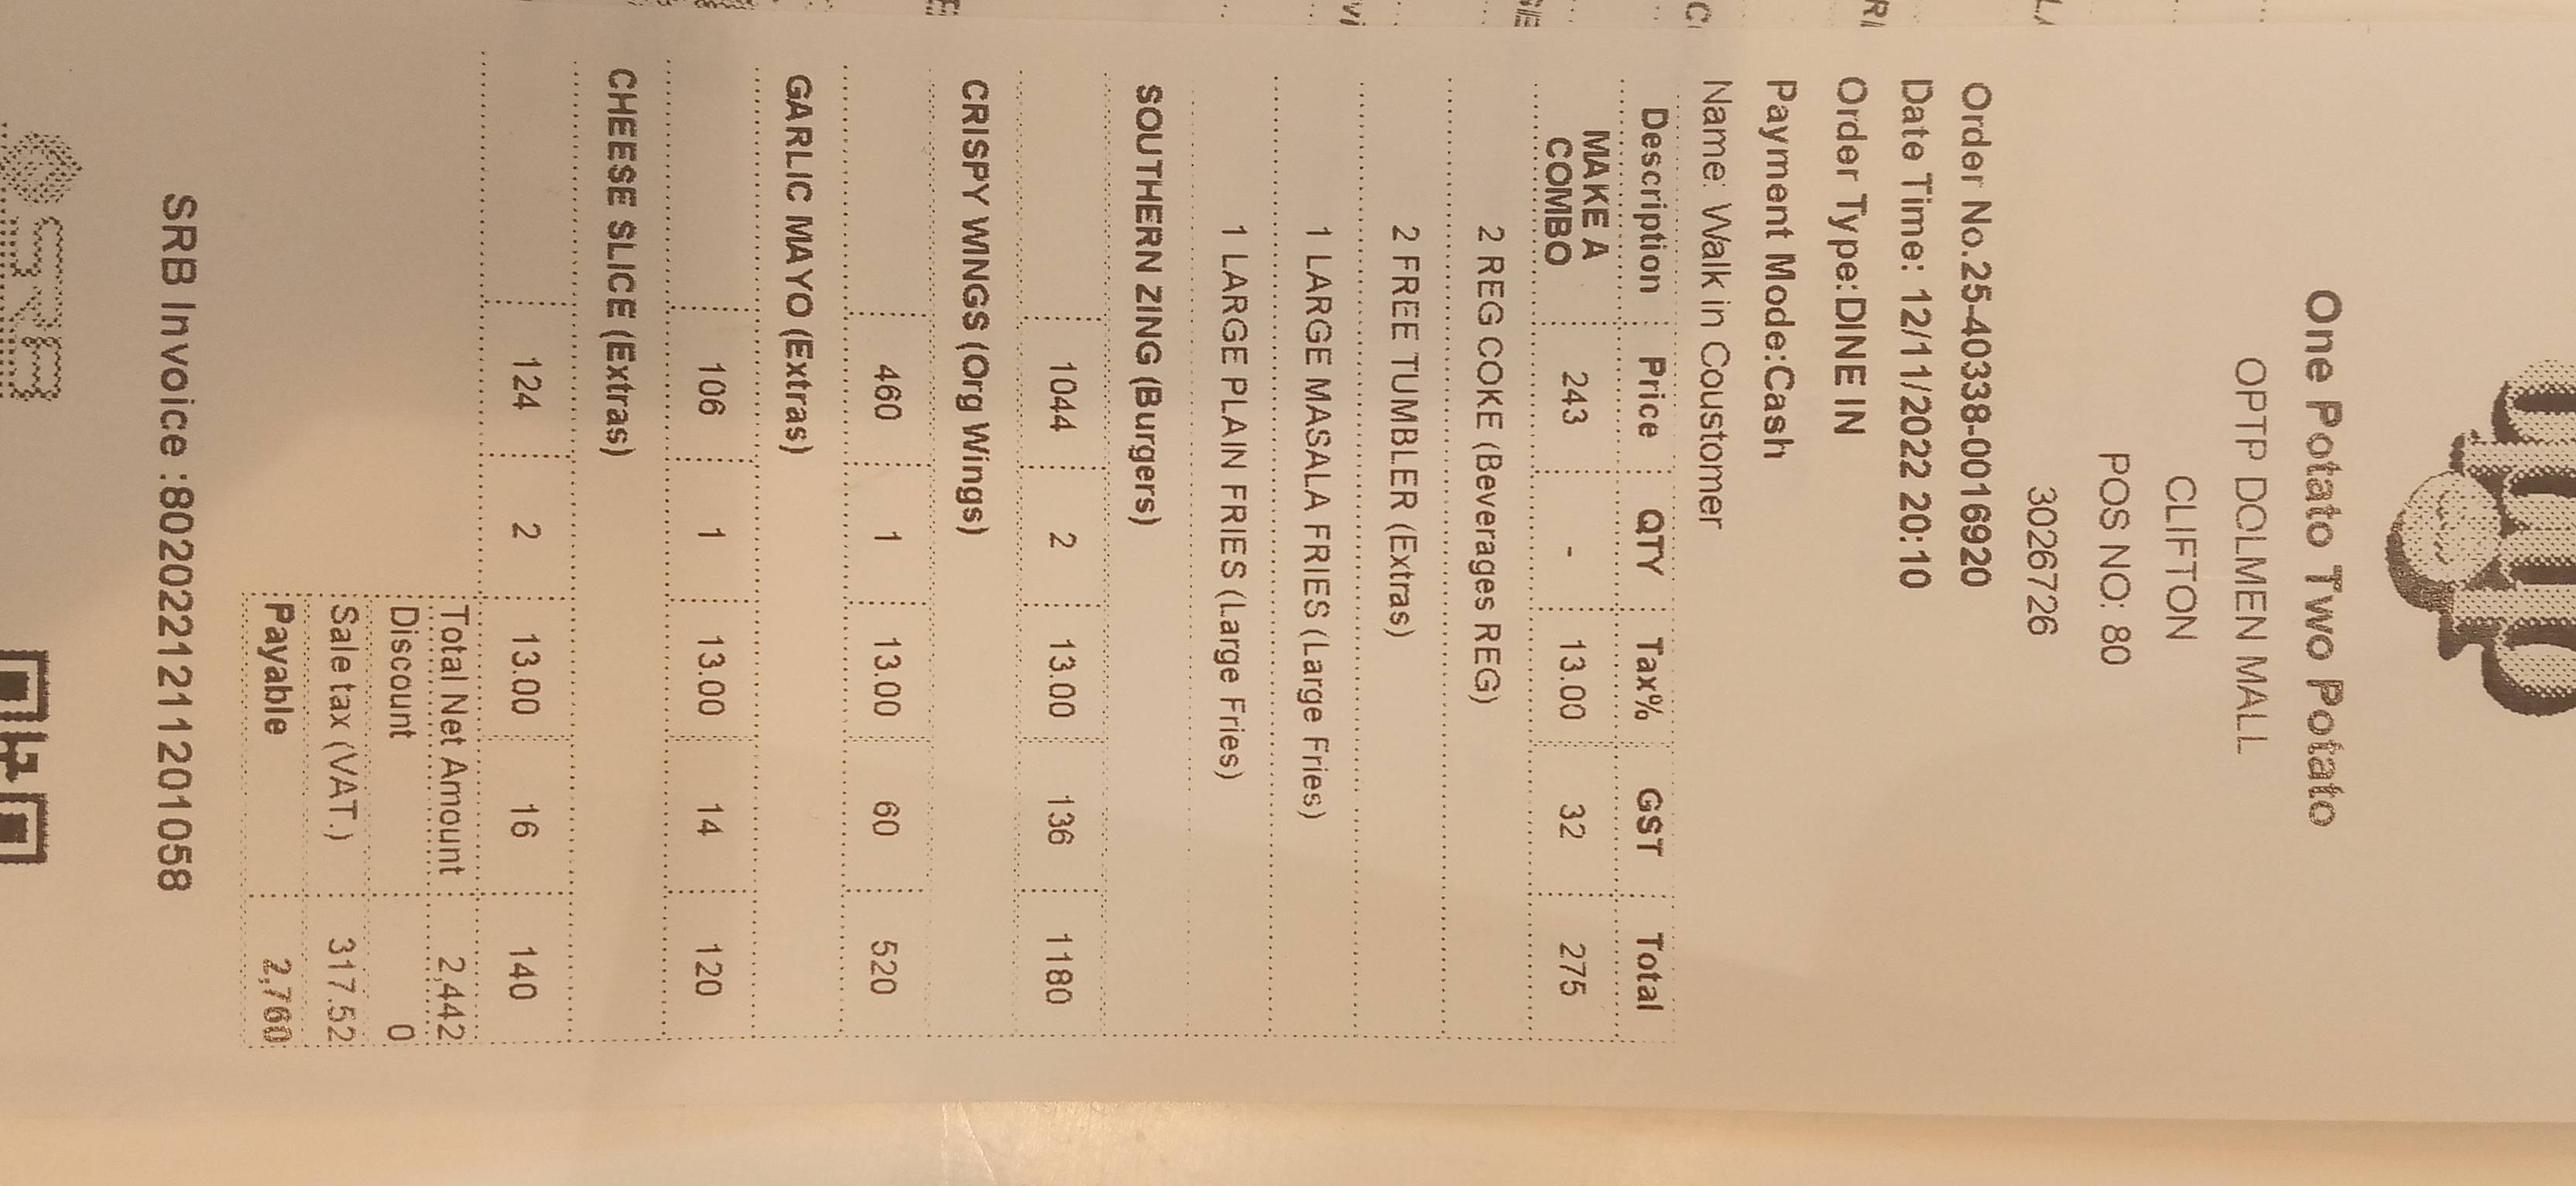 One Potato Two Potato
OPTP DOLMEN MALL
CLIFTON
POS NO: 80
3026726
Order No.25-40338-0016920
Date Time: 12/11/2022 20:10
Order Type:DINE IN
Payment Mode:Cash
Name: Walk in Coustomer
Description Price QTY Tax% GST Total
MAKE A
COMBO 243 - 13.00 32 275
2 REG COKE (Beverages REG)
2 FREE TUMBLER (Extras)
1 LARGE MASALA FRIES (Large Fries)
1 LARGE PLAIN FRIES (Large Fries)
SOUTHERN ZING (Burgers)
1044 2 13.00 136 1180
CRISPY WINGS (Org Wings)
460 1 13.00 60 520
GARLIC MAYO (Extras)
106 1 13.00 14 120
CHEESE SLICE (Extras)
124 2 13.00 16 140
Total Net Amount 2,442
Discount 0
Sale tax (VAT.) 317.52
Payable 2,760
SRB Invoice :8020221211201058
SRB